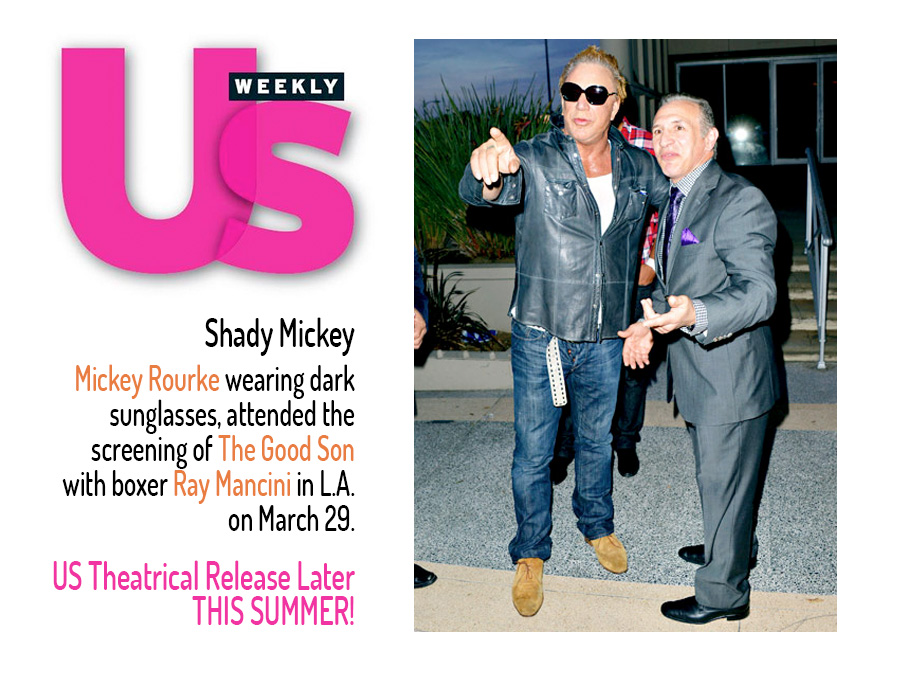 Us
WEEKLY
Shady Mickey
Mickey Rourke wearing dark
sunglasses, attended the
screening of The Good Son
with boxer Ray Mancini in L.A.
on March 29.
US Theatrical Release Later
THIS SUMMER!